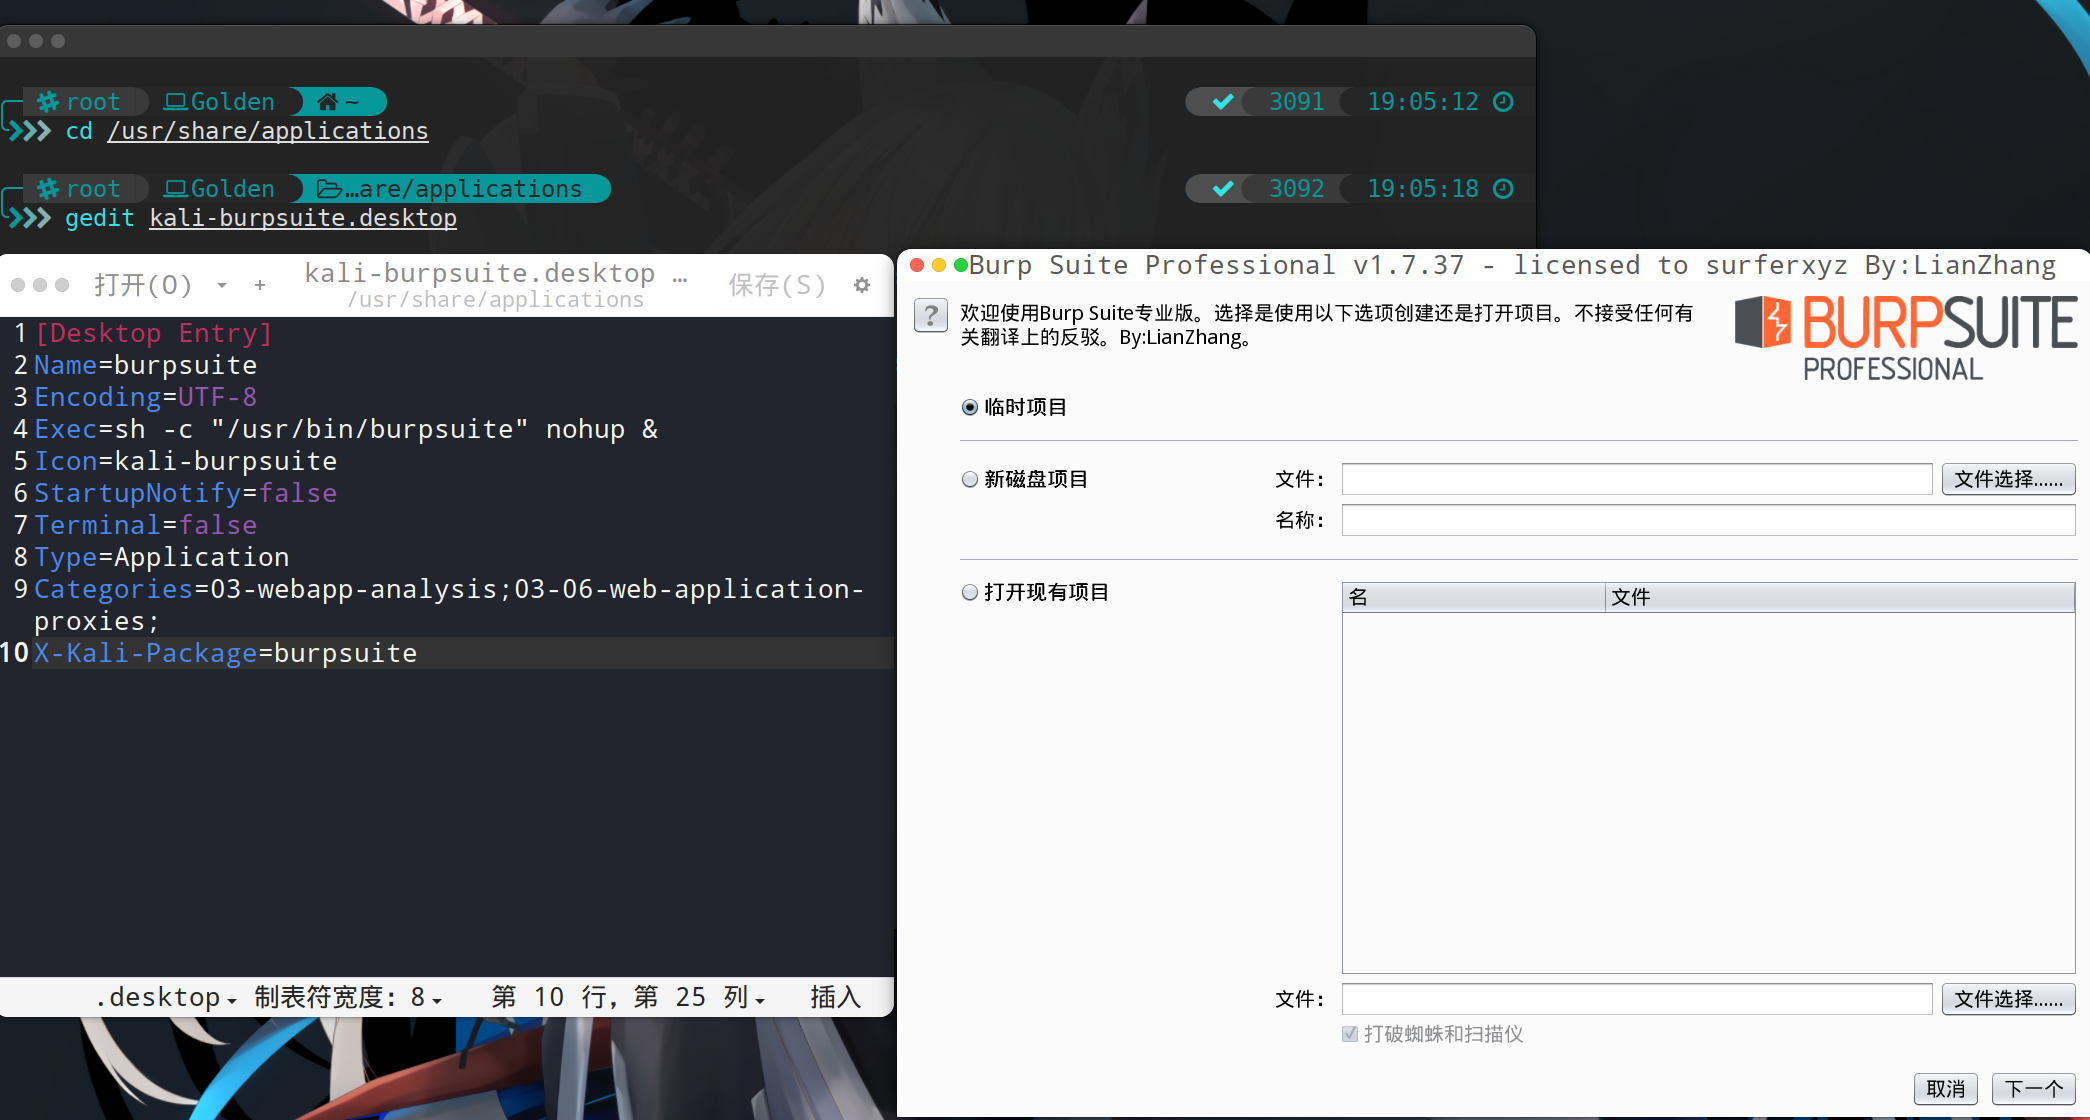 root Golden ~ 3091 19:05:12
cd /usr/share/applications
root Golden …are/applications 3092 19:05:18
gedit kali-burpsuite.desktop
打开(O) + kali-burpsuite.desktop … 保存(S)
/usr/share/applications
1 [Desktop Entry]
2 Name=burpsuite
3 Encoding=UTF-8
4 Exec=sh -c "/usr/bin/burpsuite" nohup &
5 Icon=kali-burpsuite
6 StartupNotify=false
7 Terminal=false
8 Type=Application
9 Categories=03-webapp-analysis;03-06-web-application-
proxies;
10 X-Kali-Package=burpsuite
.desktop 制表符宽度：8 第 10 行，第 25 列 插入
Burp Suite Professional v1.7.37 - licensed to surferxyz By:LianZhang
? 欢迎使用Burp Suite专业版。选择是使用以下选项创建还是打开项目。不接受任何有
关翻译上的反驳。By:LianZhang。
BURPSUITE
PROFESSIONAL
临时项目
新磁盘项目 文件： 文件选择......
名称：
打开现有项目 名 文件
文件： 文件选择......
打破蜘蛛和扫描仪
取消 下一个